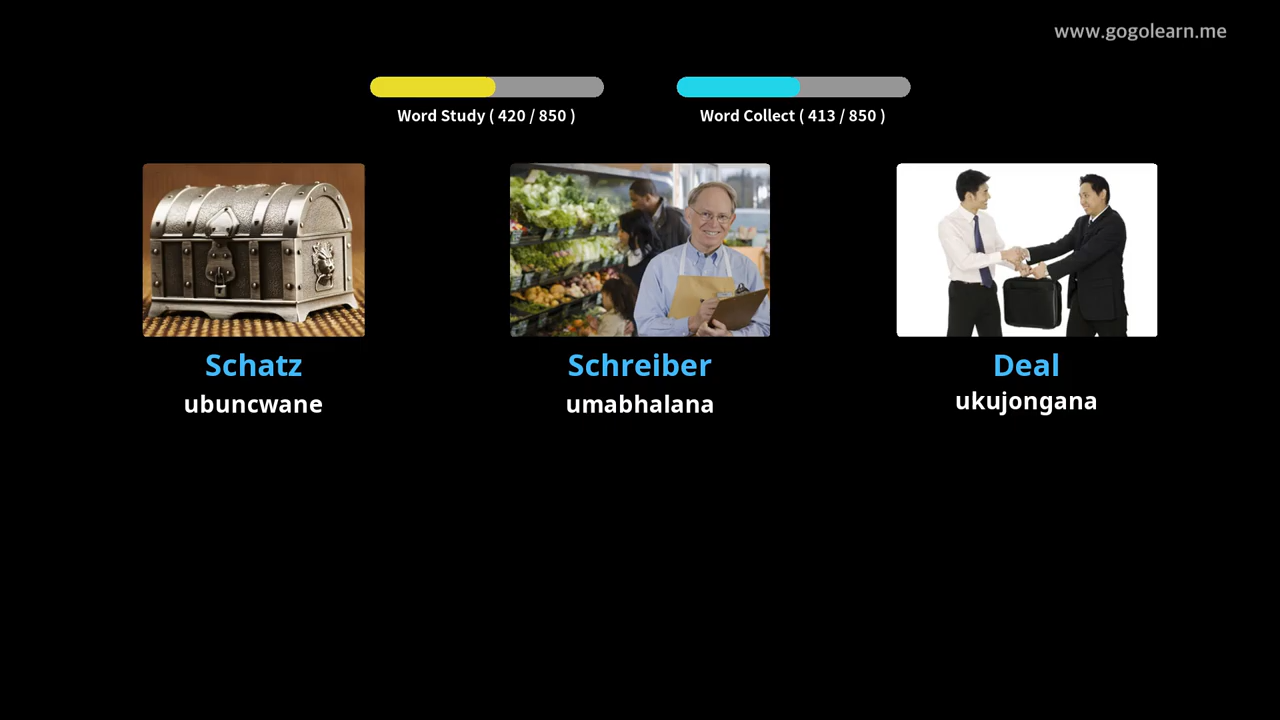 www.gogolearn.me
Word Study ( 420 / 850 )
Word Collect ( 413 / 850 )
Schatz
ubuncwane
Schreiber
umabhalana
Deal
ukujongana